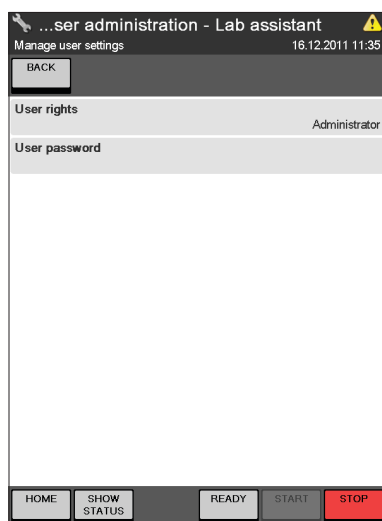 ...ser administration - Lab assistant
Manage user settings 16.12.2011 11:35
BACK
User rights
Administrator
User password
HOME SHOW STATUS READY START STOP